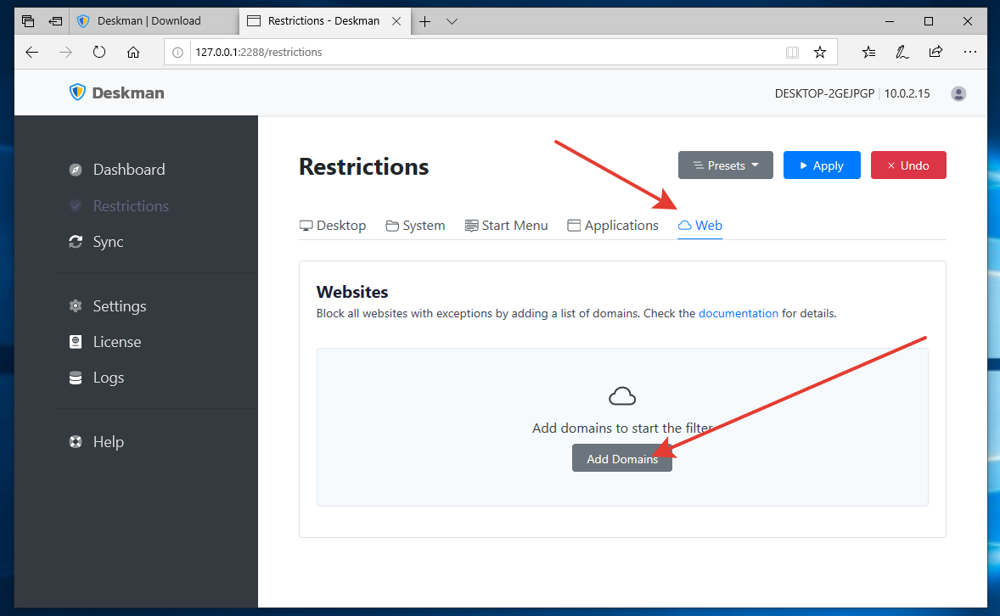 Deskman | Download
Restrictions - Deskman
127.0.0.1:2288/restrictions
Deskman
DESKTOP-2GEJPGP | 10.0.2.15
Dashboard
Restrictions
Sync
Settings
License
Logs
Help
Restrictions
Presets
Apply
Undo
Desktop
System
Start Menu
Applications
Web
Websites
Block all websites with exceptions by adding a list of domains. Check the documentation for details.
Add domains to start the filter
Add Domains